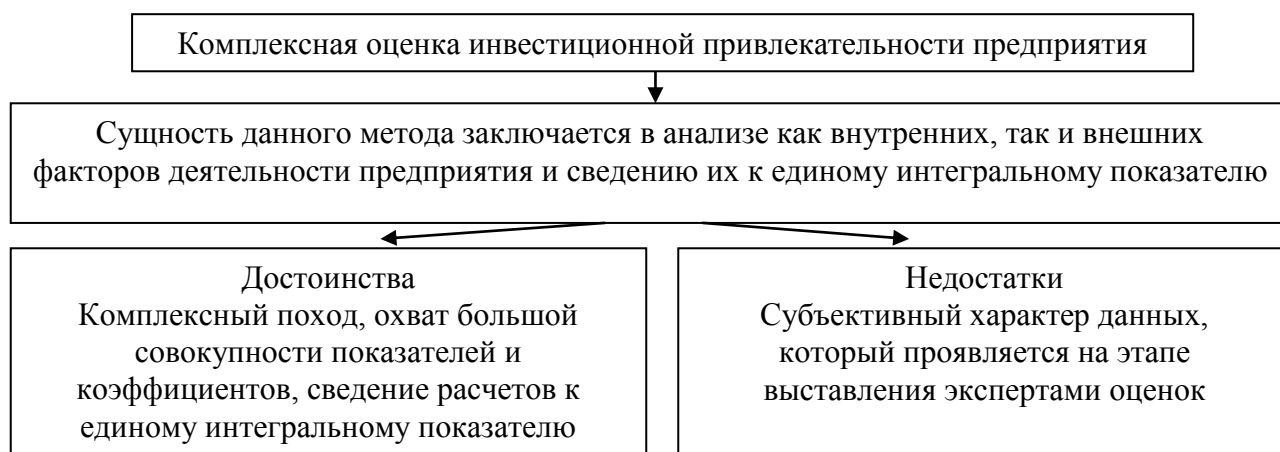 Комплексная оценка инвестиционной привлекательности предприятия
Сущность данного метода заключается в анализе как внутренних, так и внешних
факторов деятельности предприятия и сведению их к единому интегральному показателю
Достоинства
Комплексный поход, охват большой
совокупности показателей и
коэффициентов, сведение расчетов к
единому интегральному показателю
Недостатки
Субъективный характер данных,
который проявляется на этапе
выставления экспертами оценок